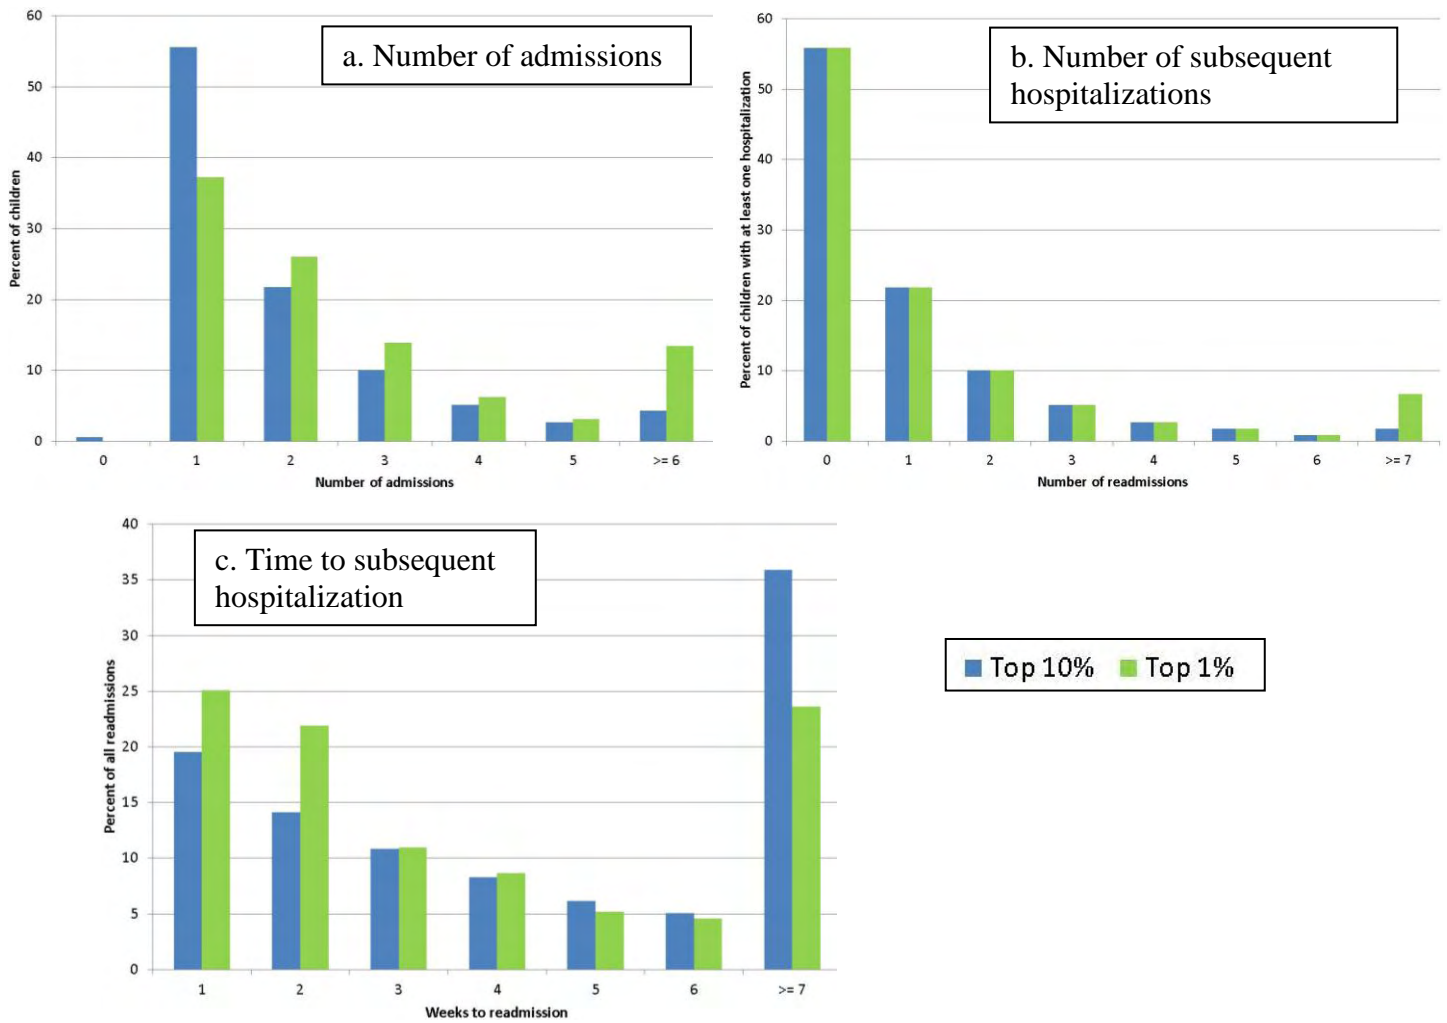 a. Number of admissions
60
50
40
30
20
10
0
Percent of children
0 1 2 3 4 5 >= 6
Number of admissions
b. Number of subsequent
hospitalizations
60
50
40
30
20
10
0
Percent of children with at least one hospitalization
0 1 2 3 4 5 6 >= 7
Number of readmissions
c. Time to subsequent
hospitalization
40
35
30
25
20
15
10
5
0
Percent of all readmissions
1 2 3 4 5 6 >= 7
Weeks to readmission
Top 10% Top 1%